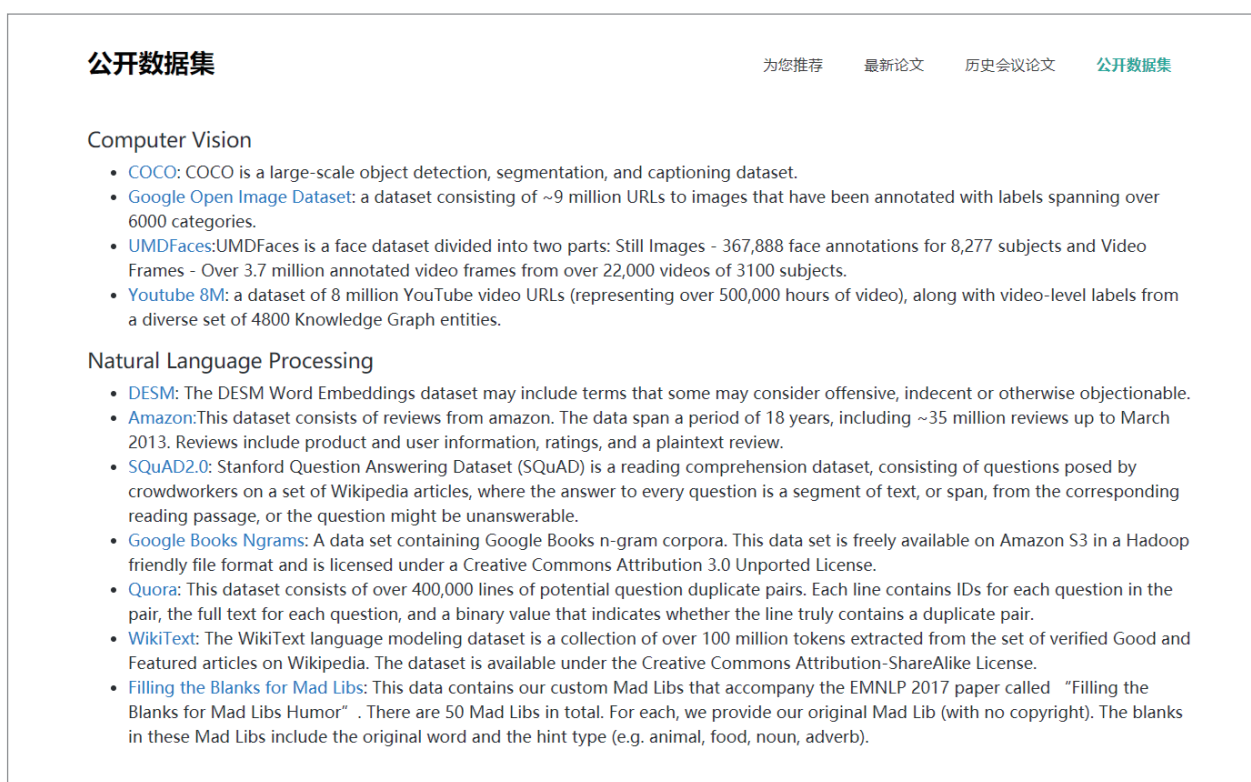 公开数据集
为您推荐 最新论文 历史会议论文 公开数据集
Computer Vision
• COCO: COCO is a large-scale object detection, segmentation, and captioning dataset.
• Google Open Image Dataset: a dataset consisting of ~9 million URLs to images that have been annotated with labels spanning over
6000 categories.
• UMDFaces:UMDFaces is a face dataset divided into two parts: Still Images - 367,888 face annotations for 8,277 subjects and Video
Frames - Over 3.7 million annotated video frames from over 22,000 videos of 3100 subjects.
• Youtube 8M: a dataset of 8 million YouTube video URLs (representing over 500,000 hours of video), along with video-level labels from
a diverse set of 4800 Knowledge Graph entities.
Natural Language Processing
• DESM: The DESM Word Embeddings dataset may include terms that some may consider offensive, indecent or otherwise objectionable.
• Amazon:This dataset consists of reviews from amazon. The data span a period of 18 years, including ~35 million reviews up to March
2013. Reviews include product and user information, ratings, and a plaintext review.
• SQuAD2.0: Stanford Question Answering Dataset (SQuAD) is a reading comprehension dataset, consisting of questions posed by
crowdworkers on a set of Wikipedia articles, where the answer to every question is a segment of text, or span, from the corresponding
reading passage, or the question might be unanswerable.
• Google Books Ngrams: A data set containing Google Books n-gram corpora. This data set is freely available on Amazon S3 in a Hadoop
friendly file format and is licensed under a Creative Commons Attribution 3.0 Unported License.
• Quora: This dataset consists of over 400,000 lines of potential question duplicate pairs. Each line contains IDs for each question in the
pair, the full text for each question, and a binary value that indicates whether the line truly contains a duplicate pair.
• WikiText: The WikiText language modeling dataset is a collection of over 100 million tokens extracted from the set of verified Good and
Featured articles on Wikipedia. The dataset is available under the Creative Commons Attribution-ShareAlike License.
• Filling the Blanks for Mad Libs: This data contains our custom Mad Libs that accompany the EMNLP 2017 paper called “Filling the
Blanks for Mad Libs Humor“ . There are 50 Mad Libs in total. For each, we provide our original Mad Lib (with no copyright). The blanks
in these Mad Libs include the original word and the hint type (e.g. animal, food, noun, adverb).